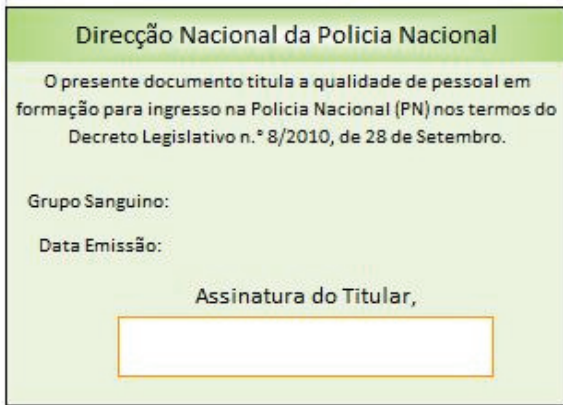 Direcção Nacional da Policia Nacional
O presente documento titula a qualidade de pessoal em
formação para ingresso na Policia Nacional (PN) nos termos do
Decreto Legislativo n.° 8/2010, de 28 de Setembro.
Grupo Sanguino:
Data Emissão:
Assinatura do Titular,